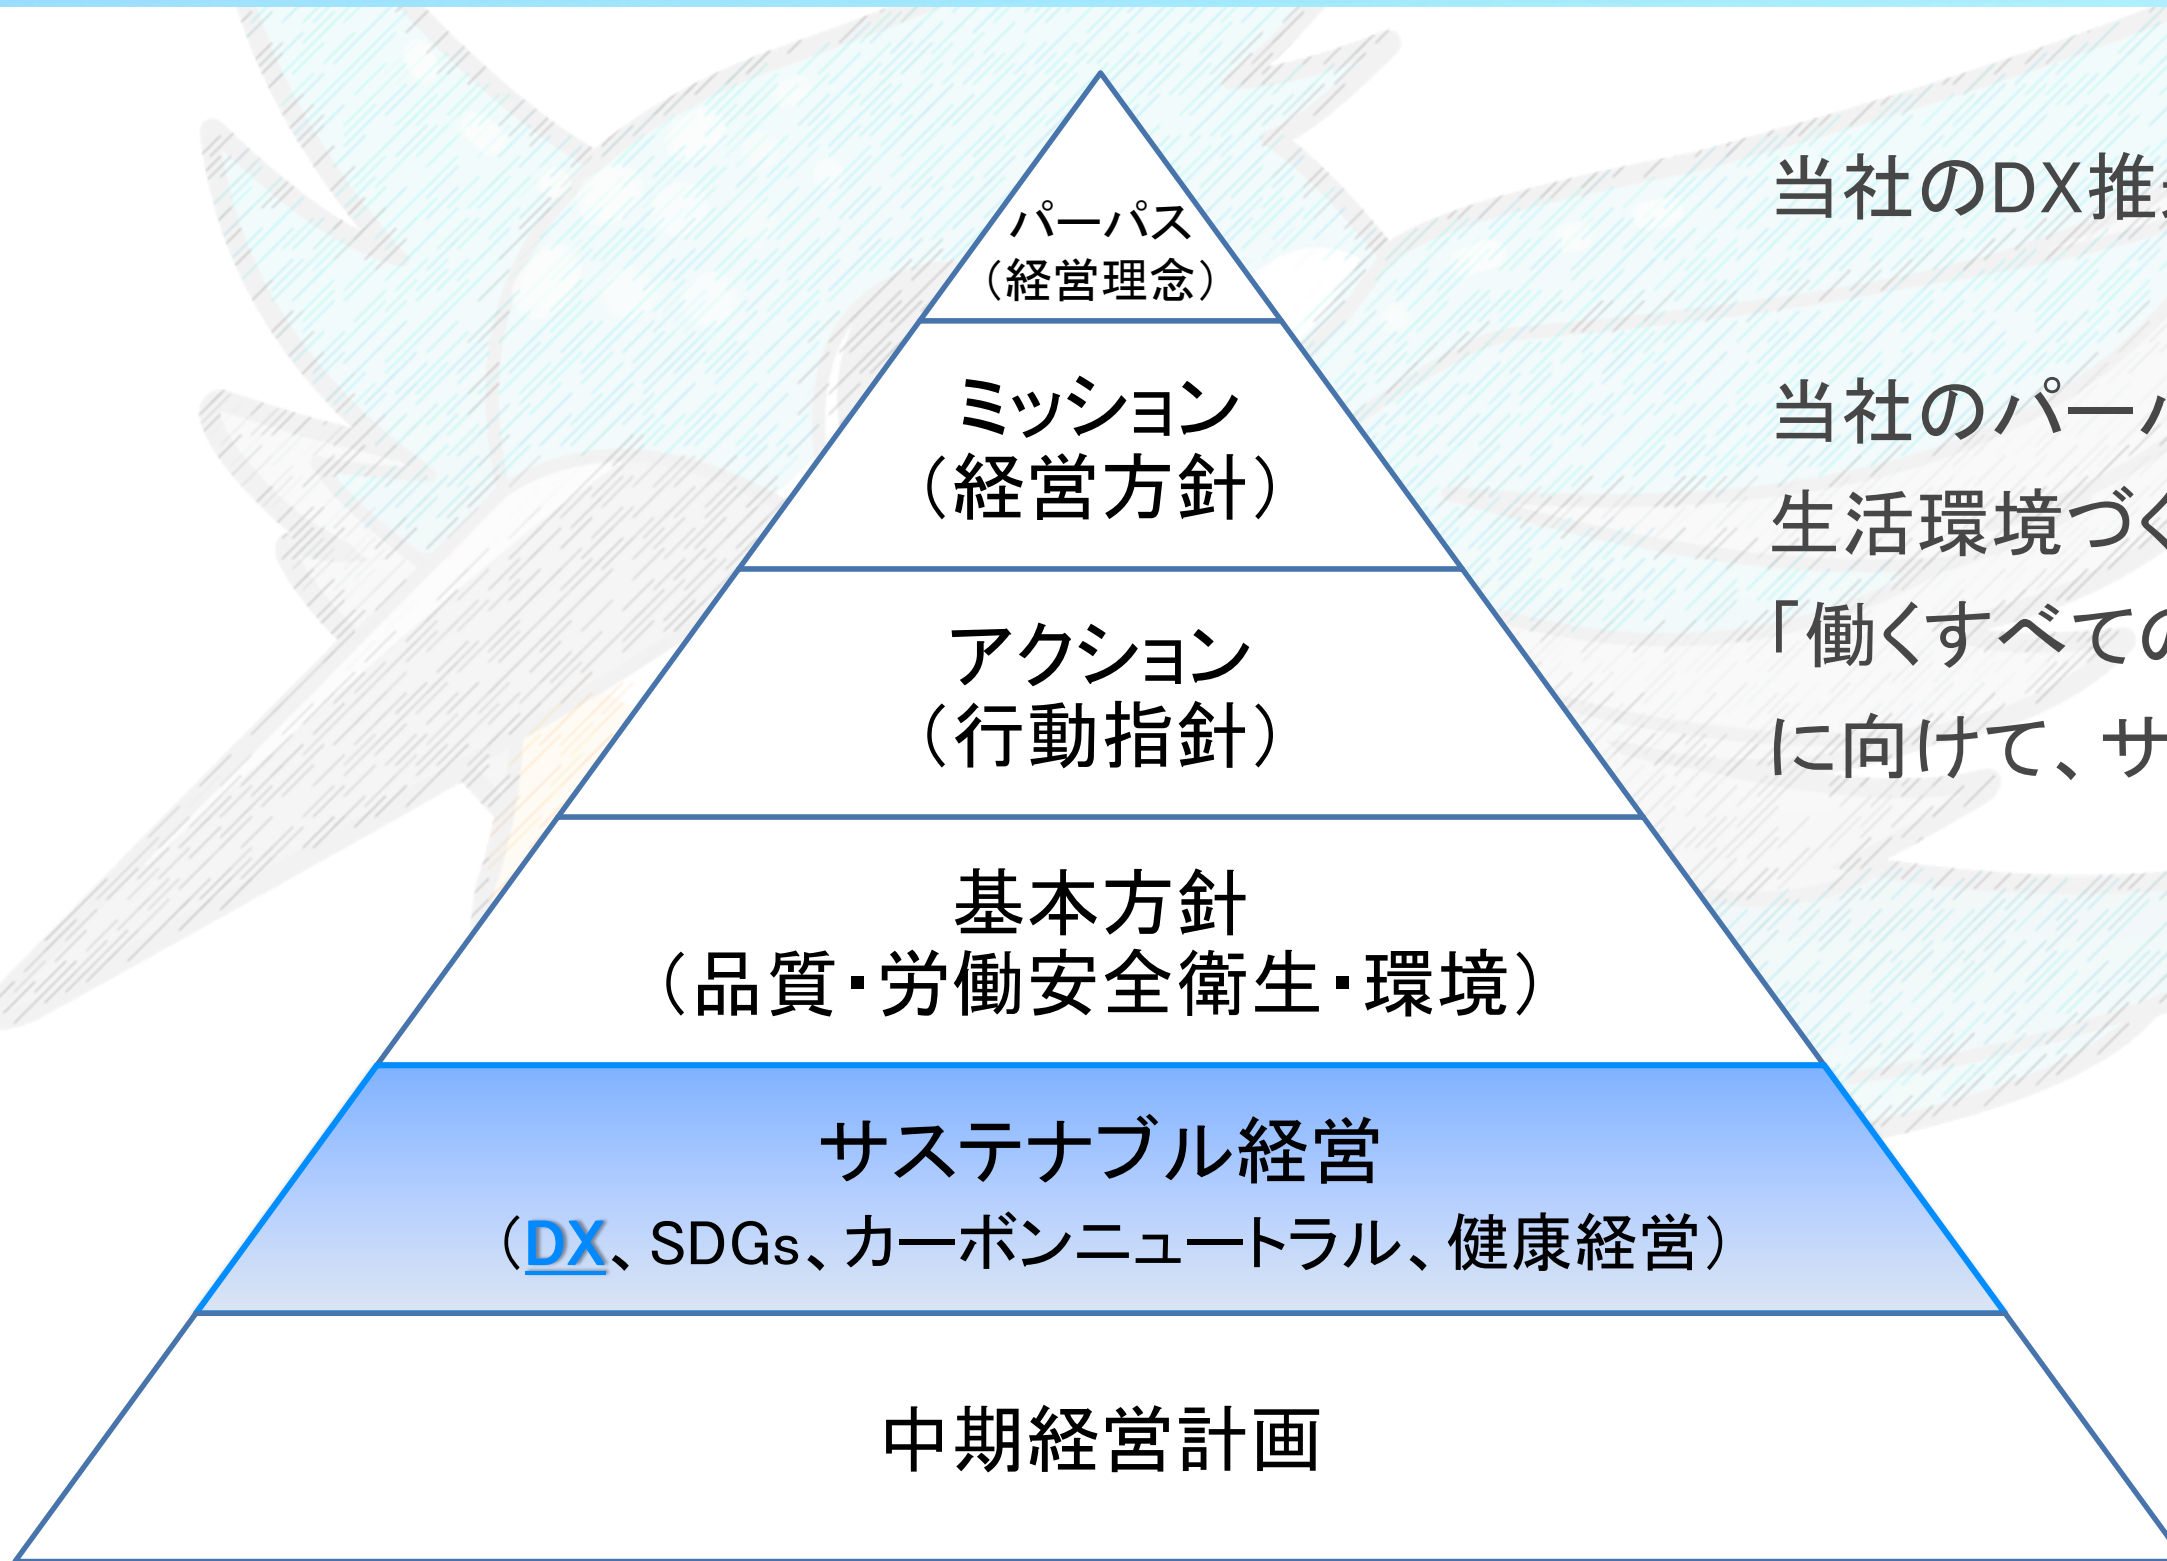 パーパス
（経営理念）
ミッション
（経営方針）
アクション
（行動指針）
基本方針
（品質・労働安全衛生・環境）
サステナブル経営
（DX、SDGs、カーボンニュートラル、健康経営）
中期経営計画
当社のDX推
当社のパー
生活環境づく
「働くすべての
に向けて、サ